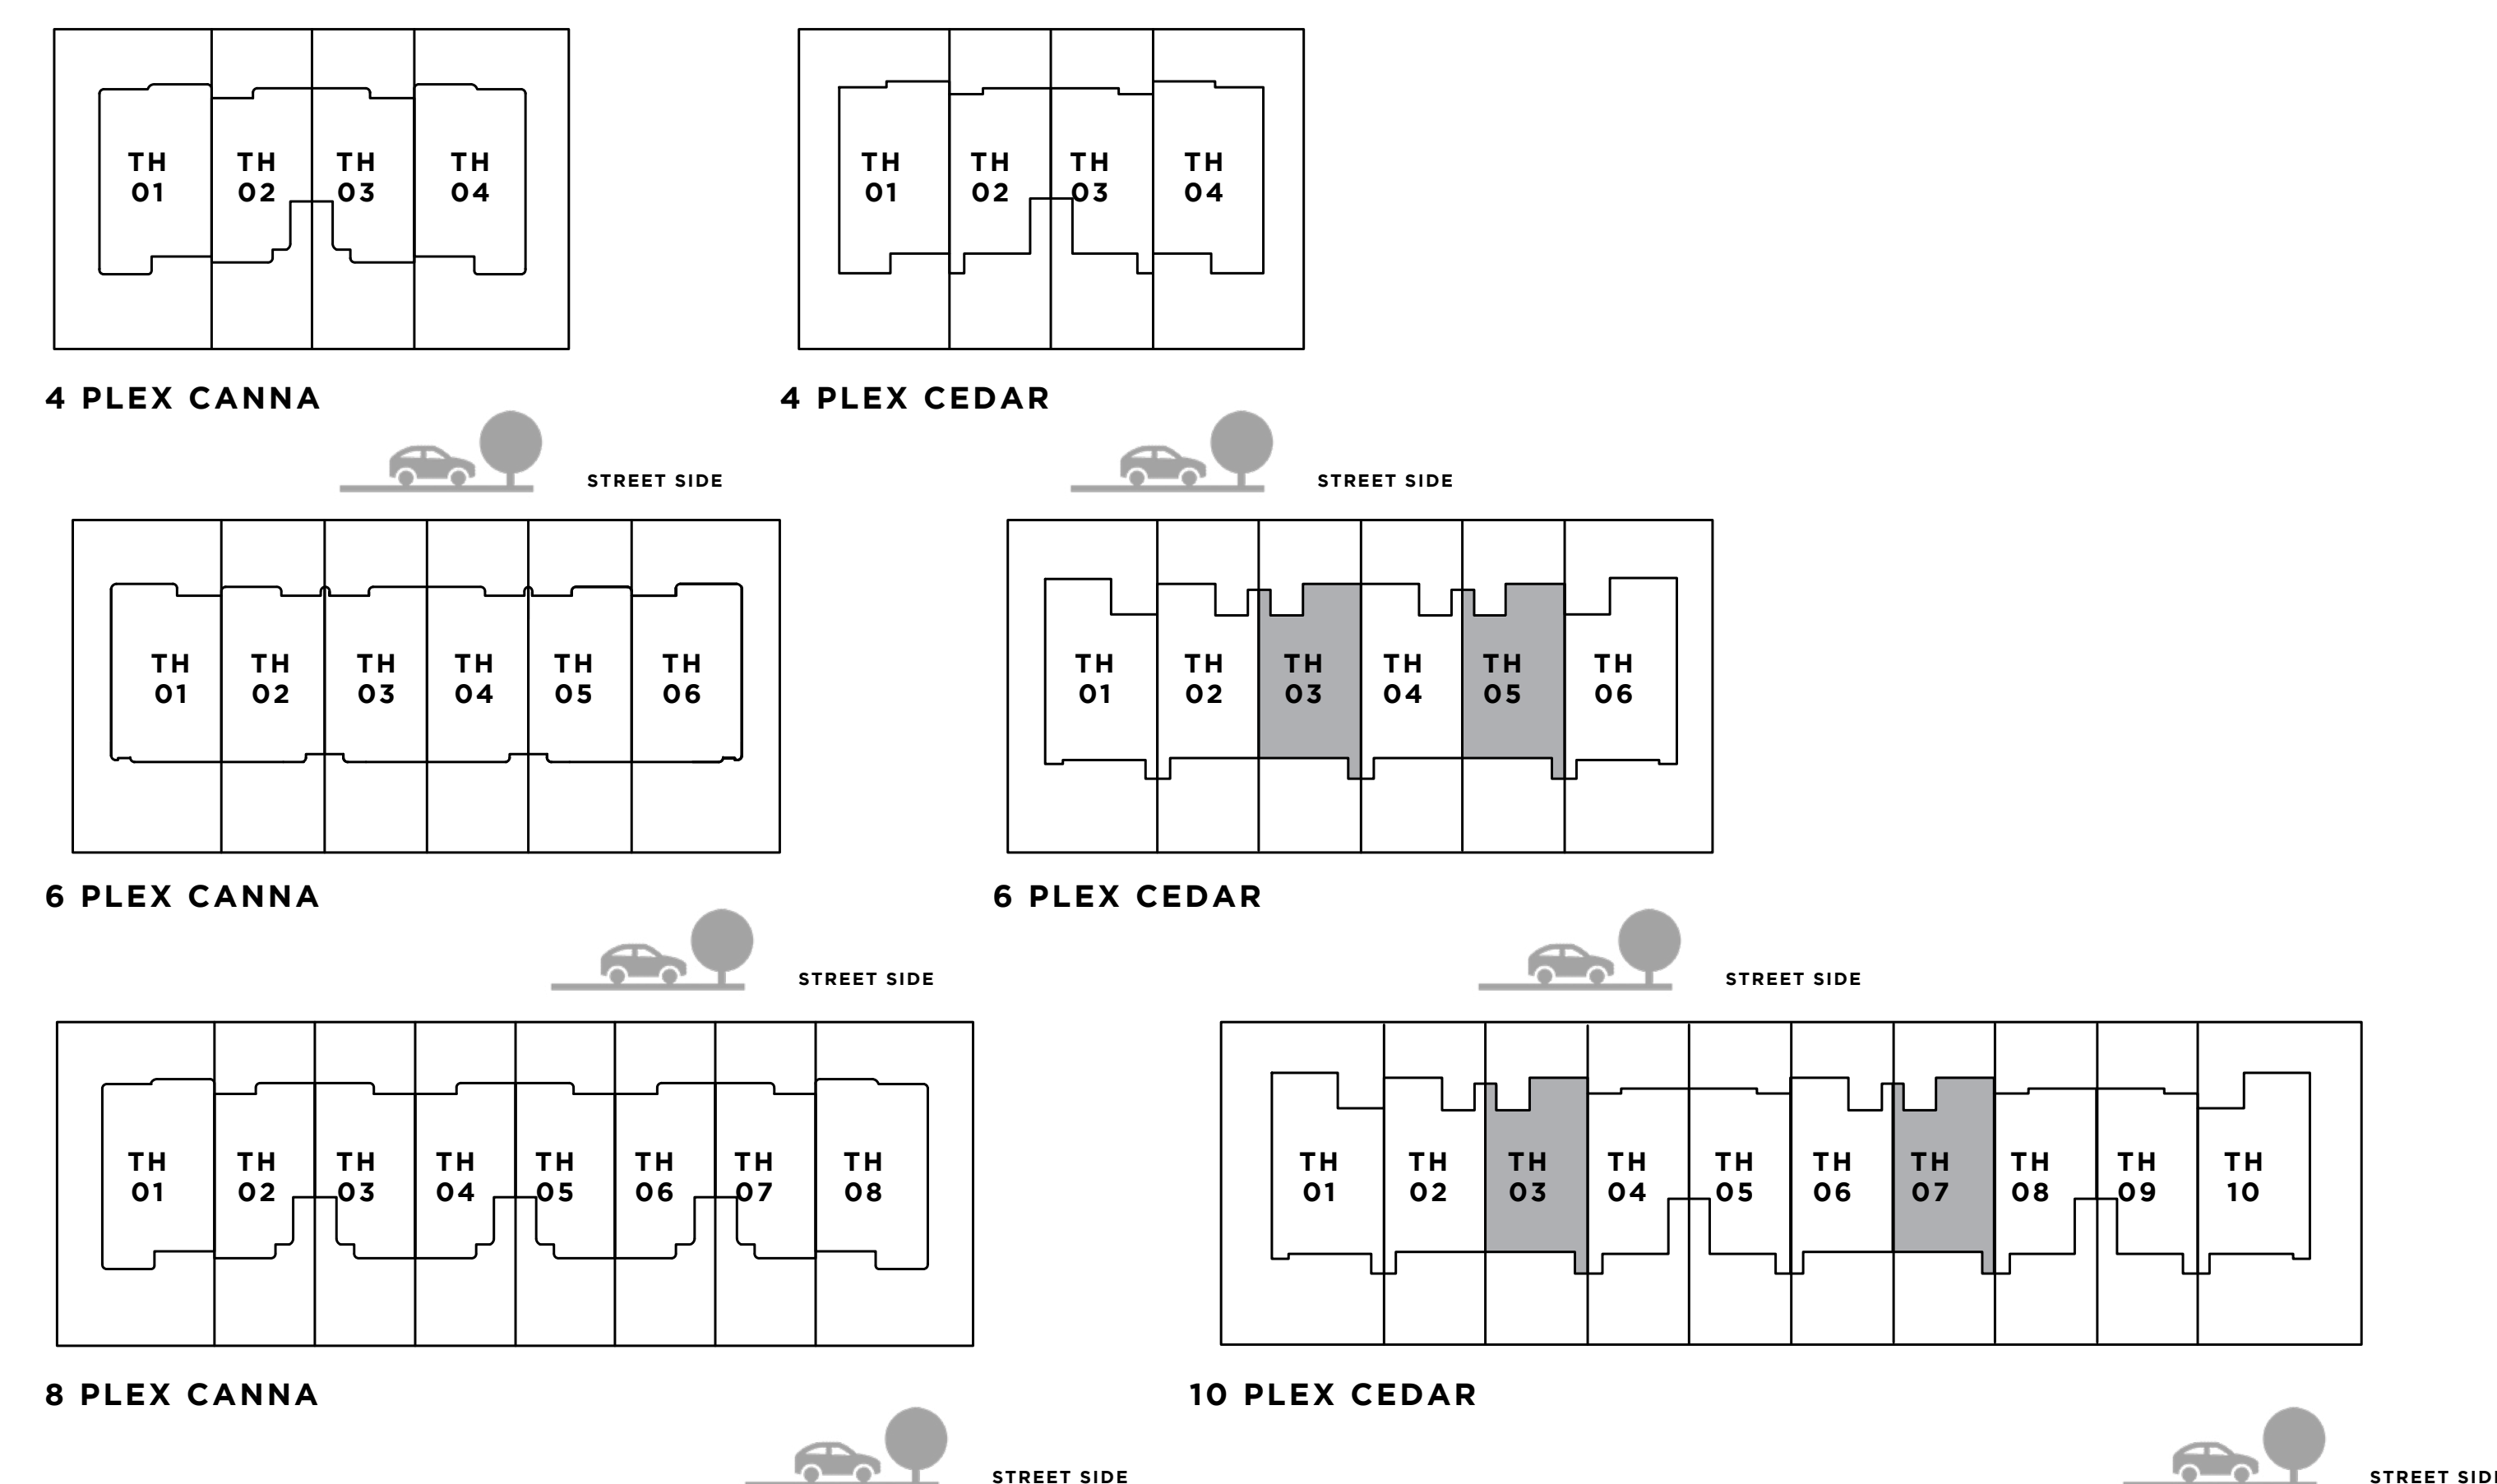 TH TH TH TH
01 02 03 04
4 PLEX CANNA
STREET SIDE
TH TH TH TH
01 02 03 04
4 PLEX CEDAR
STREET SIDE
TH TH TH TH TH TH
01 02 03 04 05 06
6 PLEX CANNA
STREET SIDE
TH TH TH TH TH TH
01 02 03 04 05 06
6 PLEX CEDAR
STREET SIDE
TH TH TH TH TH TH TH TH
01 02 03 04 05 06 07 08
8 PLEX CANNA
STREET SIDE
TH TH TH TH TH TH TH TH TH TH
01 02 03 04 05 06 07 08 09 10
10 PLEX CEDAR
STREET SIDE